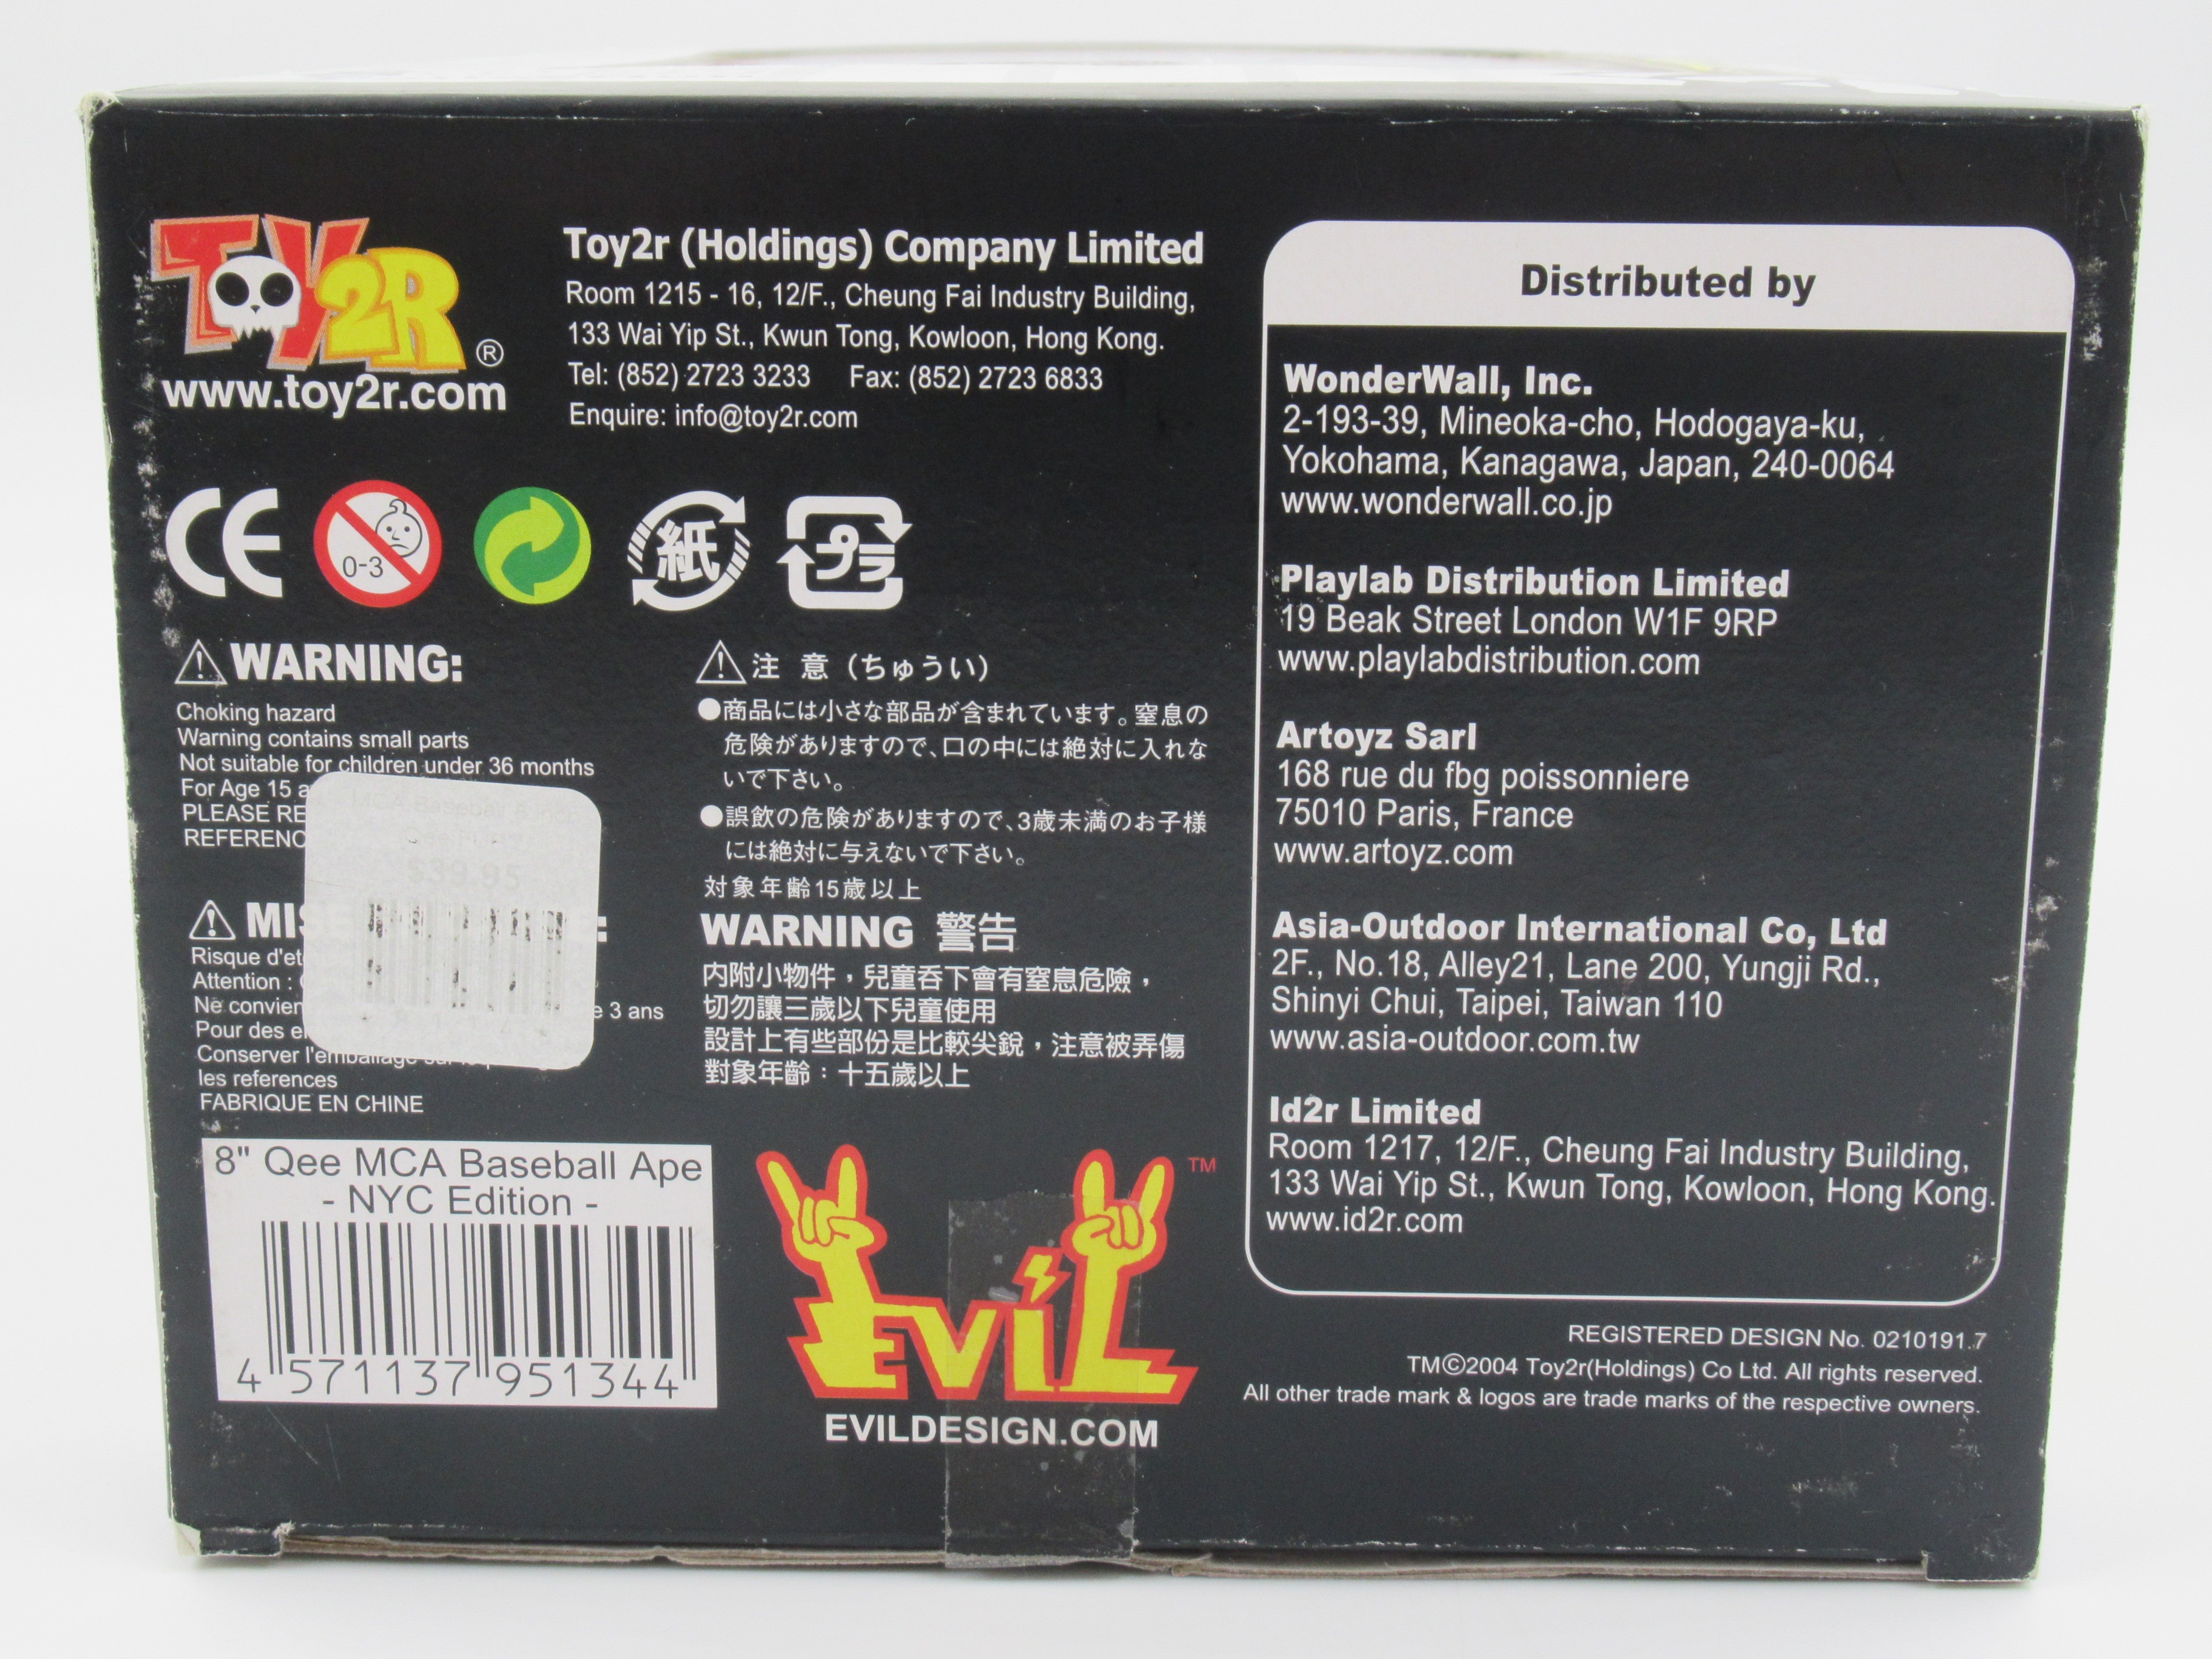 TOY2R ®
www.toy2r.com
Toy2r (Holdings) Company Limited
Room 1215 - 16, 12/F., Cheung Fai Industry Building,
133 Wai Yip St., Kwun Tong, Kowloon, Hong Kong.
Tel: (852) 2723 3233 Fax: (852) 2723 6833
Enquire: info@toy2r.com
CE
0-3
紙
プラ
WARNING:
Choking hazard
Warning contains small parts
Not suitable for children under 36 months
For Age 15
PLEASE
$39.95
Risque
Attention :
Ne
e 3 ans
Pour des
Conserver l'emballage
les references
FABRIQUE EN CHINE
注意（ちゅうい）
●商品には小さな部品が含まれています。窒息の
危険がありますので、口の中には絶対に入れな
いで下さい。
●誤飲の危険がありますので、3歳未満のお子様
には絶対に与えないで下さい。
対象年齢15歳以上
WARNING 警告
内附小物件，兒童吞下會有窒息危險，
切勿讓三歲以下兒童使用
設計上有些部份是比較尖銳，注意被弄傷
對象年齡：十五歲以上
8" Qee MCA Baseball Ape
- NYC Edition -
4 571137 951344
EVIL ™
EVILDESIGN.COM
Distributed by
WonderWall, Inc.
2-193-39, Mineoka-cho, Hodogaya-ku,
Yokohama, Kanagawa, Japan, 240-0064
www.wonderwall.co.jp
Playlab Distribution Limited
19 Beak Street London W1F 9RP
www.playlabdistribution.com
Artoyz Sarl
168 rue du fbg poissonniere
75010 Paris, France
www.artoyz.com
Asia-Outdoor International Co, Ltd
2F., No.18, Alley21, Lane 200, Yungji Rd.,
Shinyi Chui, Taipei, Taiwan 110
www.asia-outdoor.com.tw
Id2r Limited
Room 1217, 12/F., Cheung Fai Industry Building,
133 Wai Yip St., Kwun Tong, Kowloon, Hong Kong.
www.id2r.com
REGISTERED DESIGN No. 0210191.7
TM©2004 Toy2r(Holdings) Co Ltd. All rights reserved.
All other trade mark & logos are trade marks of the respective owners.